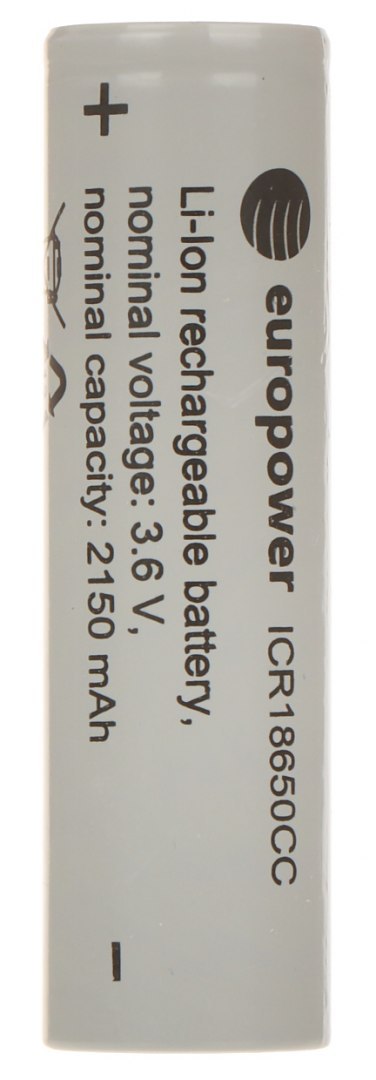 europower ICR18650CC
Li-Ion rechargeable battery,
nominal voltage: 3.6 V,
nominal capacity: 2150 mAh
+
-